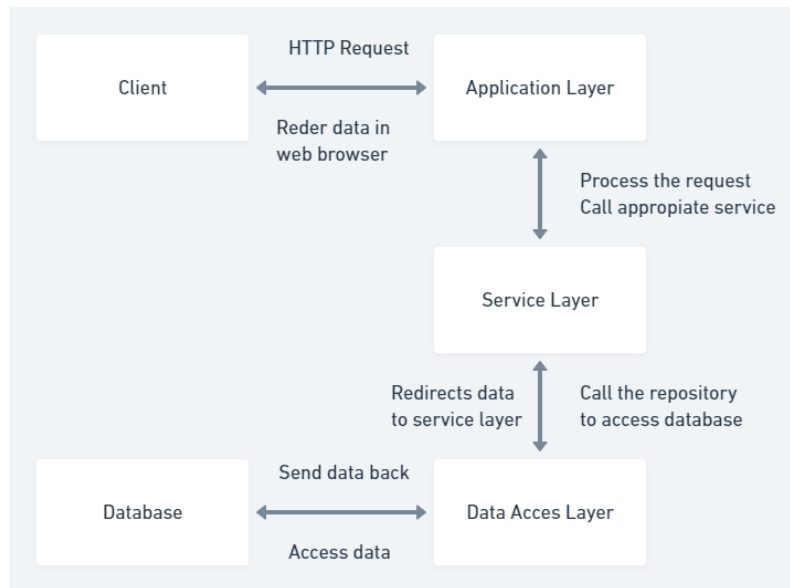 HTTP Request
Client
Application Layer
Reder data in
web browser
Process the request
Call appropiate service
Service Layer
Redirects data
to service layer
Call the repository
to access database
Send data back
Database
Data Acces Layer
Access data